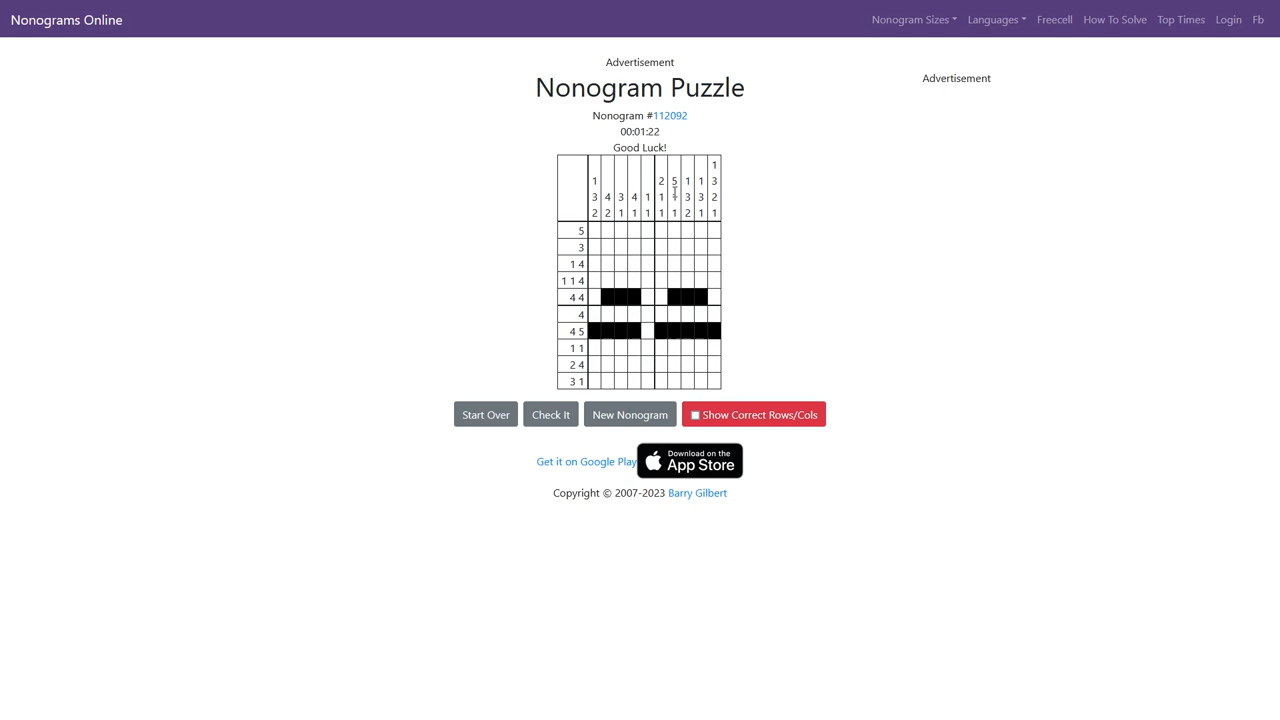 Nonograms Online
Nonogram Sizes Languages Freecell How To Solve Top Times Login Fb
Advertisement
Advertisement
Nonogram Puzzle
Nonogram #112092
00:01:22
Good Luck!
1
1 2 5 1 1 3
3 4 3 4 1 1 3 3 2
2 2 1 1 1 1 1 2 1 1
5
3
1 4
1 1 4
4 4
4
4 5
1 1
2 4
3 1
Start Over Check It New Nonogram Show Correct Rows/Cols
Get it on Google Play Download on the
App Store
Copyright © 2007-2023 Barry Gilbert